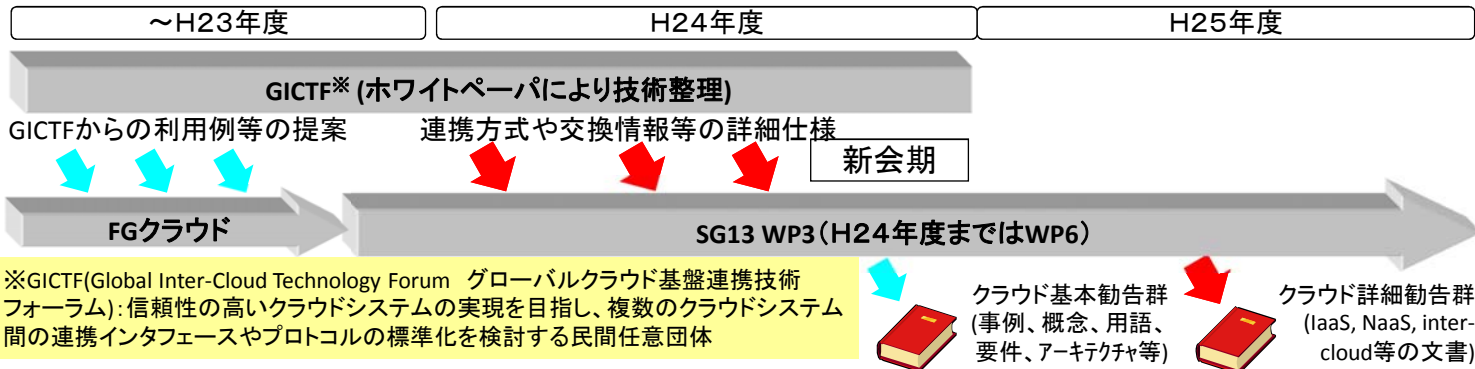 ～H23年度
H24年度
H25年度
GICTF※ (ホワイトペーパにより技術整理)
GICTFからの利用例等の提案
連携方式や交換情報等の詳細仕様
新会期
FGクラウド
SG13 WP3（H24年度まではWP6）
※GICTF(Global Inter-Cloud Technology Forum　グローバルクラウド基盤連携技術
フォーラム)：信頼性の高いクラウドシステムの実現を目指し、複数のクラウドシステム
間の連携インタフェースやプロトコルの標準化を検討する民間任意団体
クラウド基本勧告群
(事例、概念、用語、
要件、アーキテクチャ等)
クラウド詳細勧告群
(IaaS, NaaS, inter-
cloud等の文書)